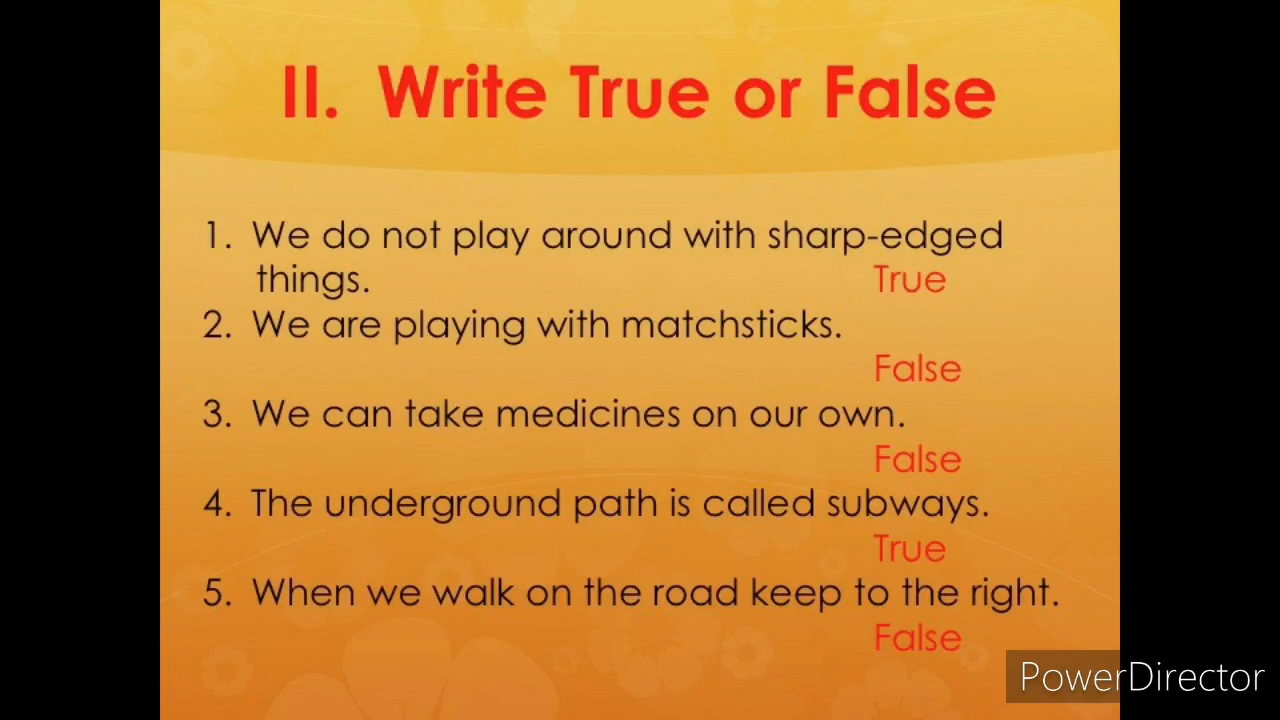 II. Write True or False
1. We do not play around with sharp-edged
things. True
2. We are playing with matchsticks.
False
3. We can take medicines on our own.
False
4. The underground path is called subways.
True
5. When we walk on the road keep to the right.
False
PowerDirector